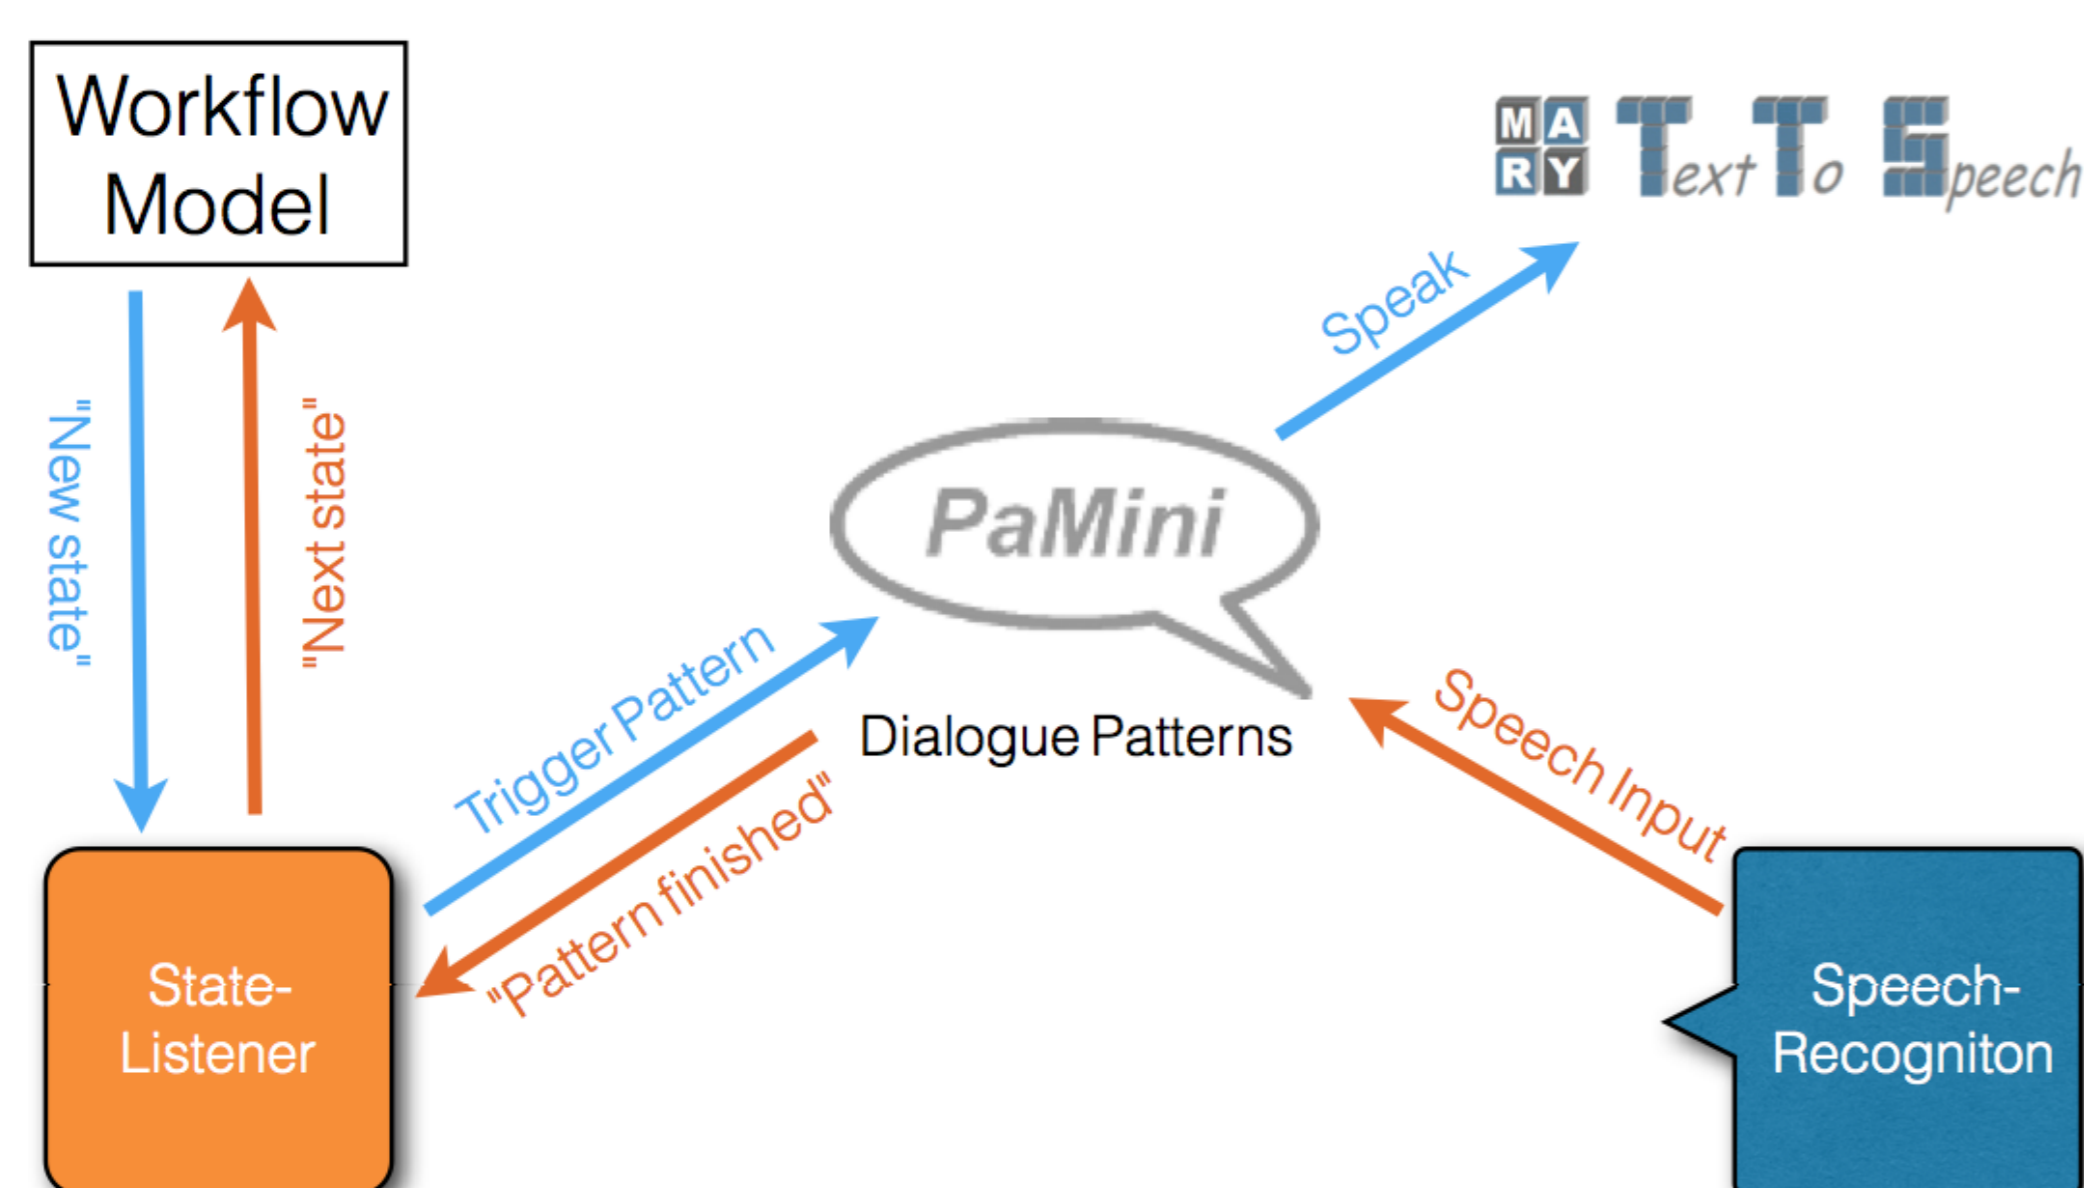 Workflow
Model
MARY Text To Speech
"New state"
"Next state"
Speak
PaMini
Trigger Pattern
Dialogue Patterns
"Pattern finished"
Speech Input
State-
Listener
Speech-
Recogniton